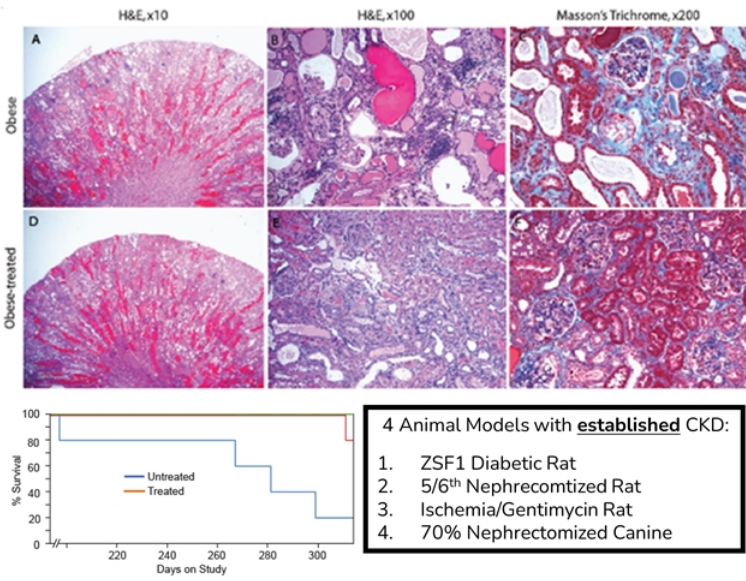 H&E, x10
H&E, x100
Masson's Trichrome, x200
Obese
A
B
C
Obese-treated
D
E
F
100
80
60
40
20
0
% Survival
Untreated
Treated
220
240
260
280
300
Days on Study
4 Animal Models with established CKD:
1. ZSF1 Diabetic Rat
2. 5/6th Nephrecomtized Rat
3. Ischemia/Gentimycin Rat
4. 70% Nephrectomized Canine